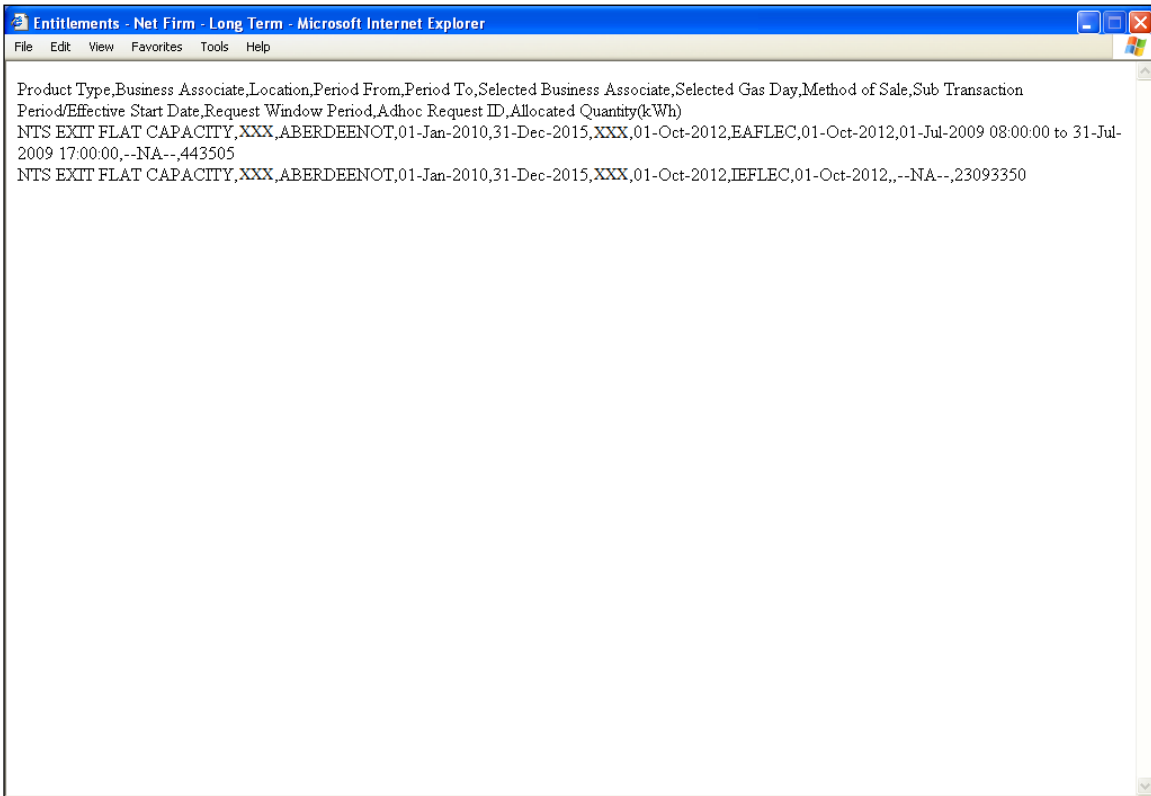 Entitlements - Net Firm - Long Term - Microsoft Internet Explorer
File Edit View Favorites Tools Help
Product Type,Business Associate,Location,Period From,Period To,Selected Business Associate,Selected Gas Day,Method of Sale,Sub Transaction
Period/Effective Start Date,Request Window Period,Adhoc Request ID,Allocated Quantity(kWh)
NTS EXIT FLAT CAPACITY,XXX,ABERDEENOT,01-Jan-2010,31-Dec-2015,XXX,01-Oct-2012,EAFLEC,01-Oct-2012,01-Jul-2009 08:00:00 to 31-Jul-
2009 17:00:00,--NA--,443505
NTS EXIT FLAT CAPACITY,XXX,ABERDEENOT,01-Jan-2010,31-Dec-2015,XXX,01-Oct-2012,IEFLEC,01-Oct-2012,,--NA--,23093350